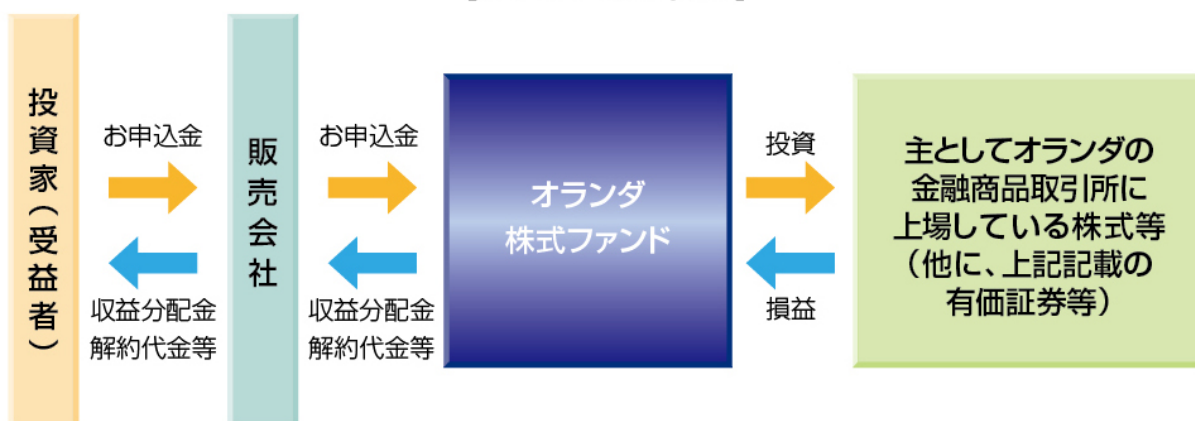 投資家(受益者)
お申込金
収益分配金
解約代金等
販売会社
お申込金
収益分配金
解約代金等
オランダ
株式ファンド
投資
損益
主としてオランダの
金融商品取引所に
上場している株式等
(他に、上記記載の
有価証券等)